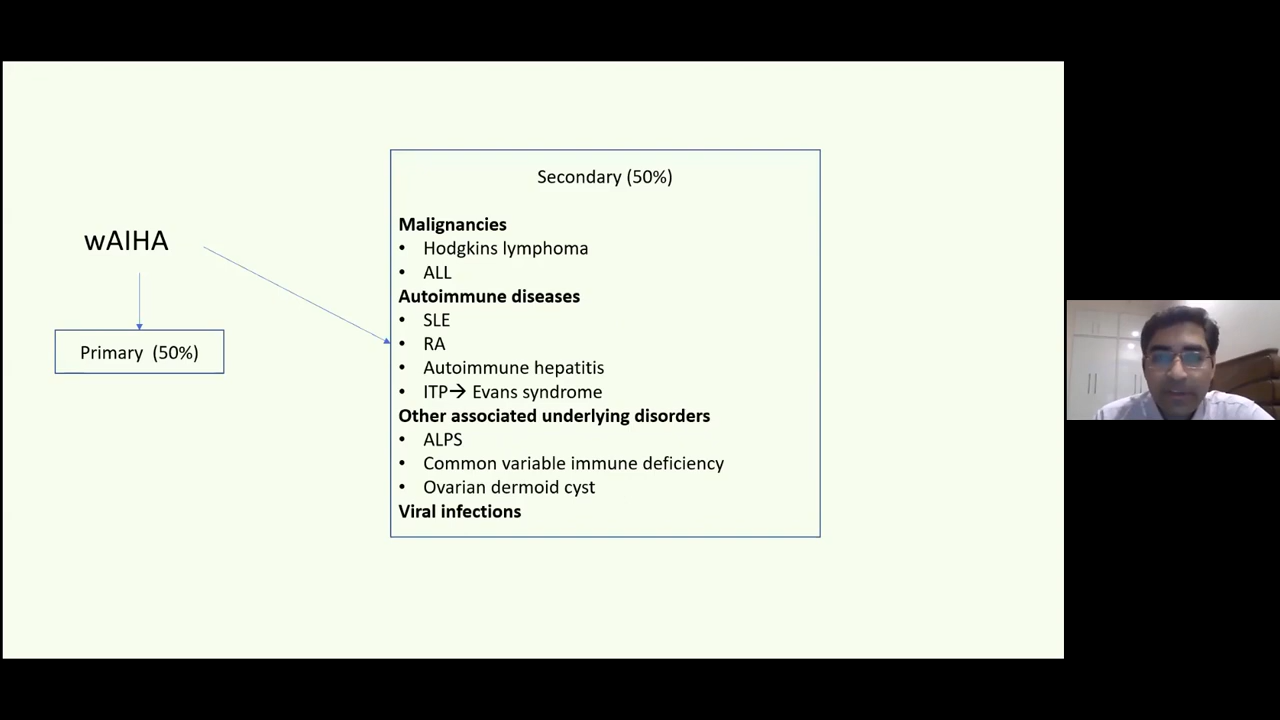 wAIHA
Primary (50%)
Secondary (50%)
Malignancies
• Hodgkins lymphoma
• ALL
Autoimmune diseases
• SLE
• RA
• Autoimmune hepatitis
• ITP→ Evans syndrome
Other associated underlying disorders
• ALPS
• Common variable immune deficiency
• Ovarian dermoid cyst
Viral infections